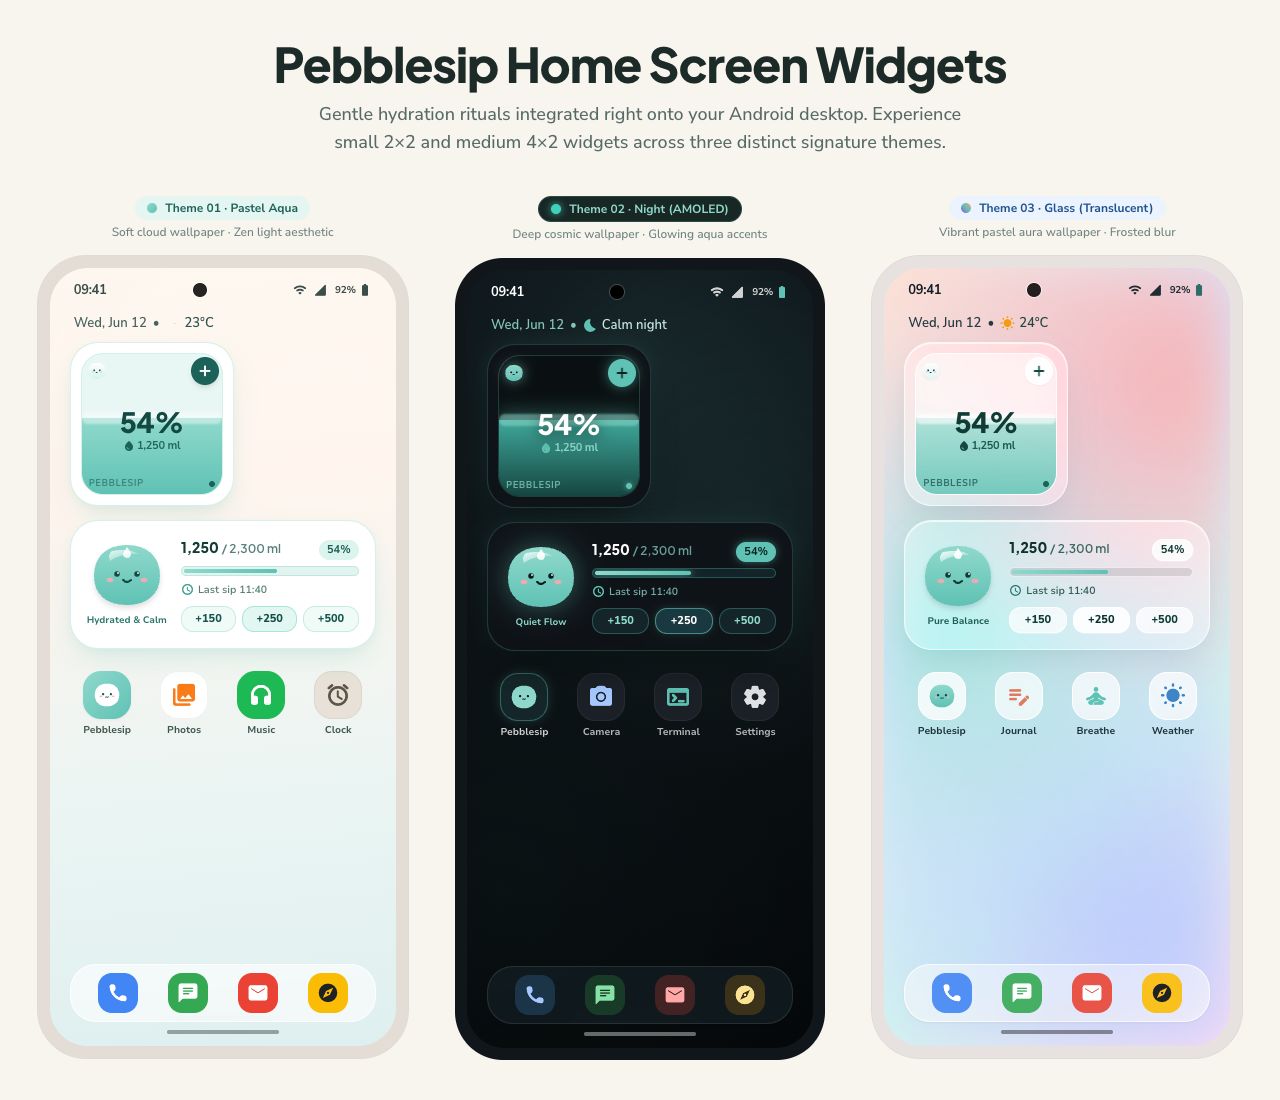 Pebblesip Home Screen Widgets
Gentle hydration rituals integrated right onto your Android desktop. Experience
small 2×2 and medium 4×2 widgets across three distinct signature themes.
Theme 01 · Pastel Aqua
Soft cloud wallpaper · Zen light aesthetic
09:41
92%
Wed, Jun 12 • 23°C
54%
1,250 ml
PEBBLESIP
1,250 / 2,300 ml
54%
Last sip 11:40
Hydrated & Calm
+150
+250
+500
Pebblesip
Photos
Music
Clock
Theme 02 · Night (AMOLED)
Deep cosmic wallpaper · Glowing aqua accents
09:41
92%
Wed, Jun 12 • Calm night
54%
1,250 ml
PEBBLESIP
1,250 / 2,300 ml
54%
Last sip 11:40
Quiet Flow
+150
+250
+500
Pebblesip
Camera
Terminal
Settings
Theme 03 · Glass (Translucent)
Vibrant pastel aura wallpaper · Frosted blur
09:41
92%
Wed, Jun 12 • 24°C
54%
1,250 ml
PEBBLESIP
1,250 / 2,300 ml
54%
Last sip 11:40
Pure Balance
+150
+250
+500
Pebblesip
Journal
Breathe
Weather